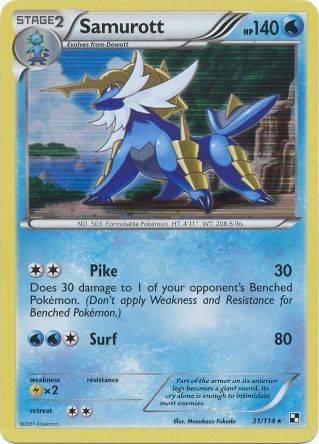 STAGE2
Samurott
HP140
Evolves from Dewott
NO. 503 Formidable Pokémon HT: 4'11" WT: 208.6 lbs.
Pike 30
Does 30 damage to 1 of your opponent's Benched
Pokémon. (Don't apply Weakness and Resistance for
Benched Pokémon.)
Surf 80
weakness resistance
×2
Part of the armor on its anterior
legs becomes a giant sword. Its
cry alone is enough to intimidate
most enemies.
retreat
©2011 Pokémon
Illus. Masakazu Fukuda
31/114